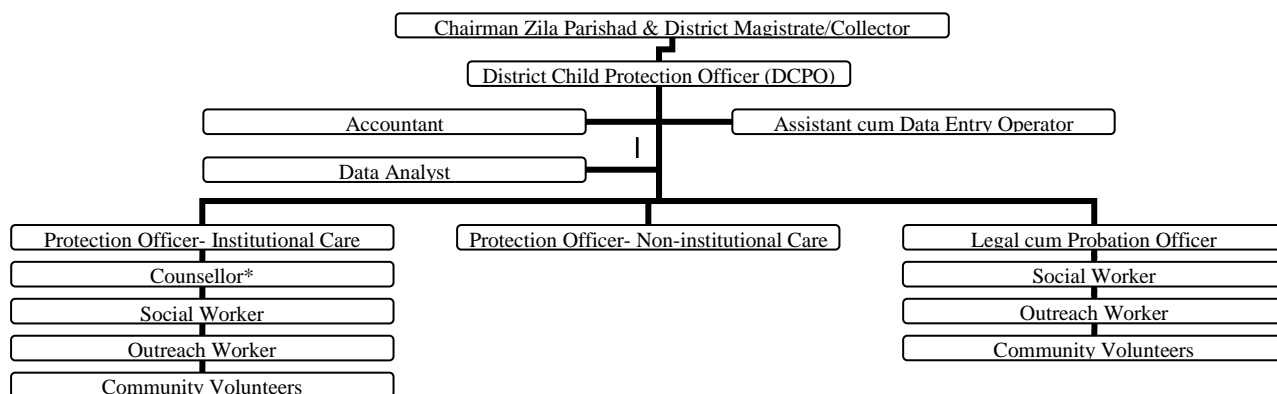 Chairman Zila Parishad & District Magistrate/Collector
District Child Protection Officer (DCPO)
Accountant
Assistant cum Data Entry Operator
Data Analyst
Protection Officer- Institutional Care
Protection Officer- Non-institutional Care
Legal cum Probation Officer
Counsellor*
Social Worker
Social Worker
Outreach Worker
Outreach Worker
Community Volunteers
Community Volunteers